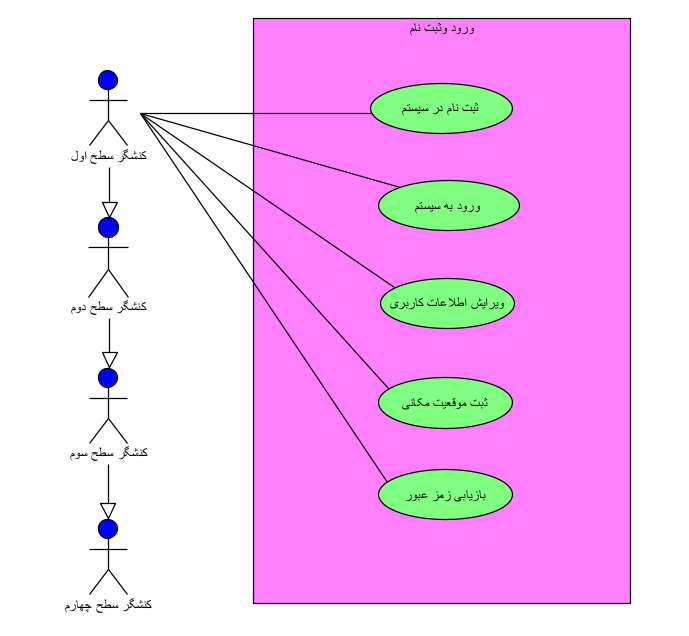 ورود وثبت نام
ثبت نام در سیستم
کنشگر سطح اول
ورود به سیستم
ویرایش اطلاعات کاربری
کنشگر سطح دوم
ثبت موقعیت مکانی
کنشگر سطح سوم
بازیابی زمز عبور
کنشگر سطح چهارم